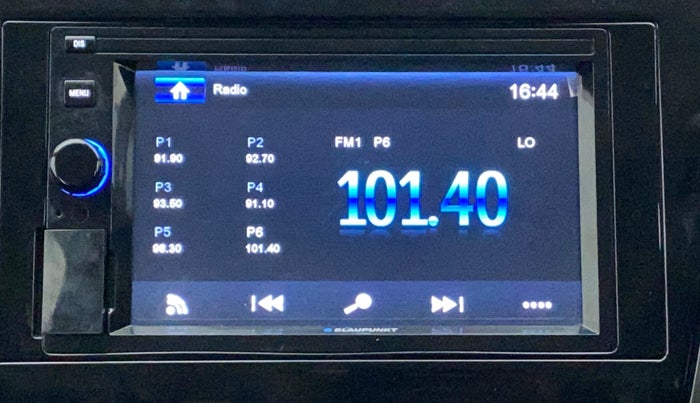 DIS
MENU
Radio
16:44
P1
P2
FM1 P6
LO
91.90
92.70
101.40
P3
P4
93.50
91.10
P5
P6
98.30
101.40
BLAUPUNKT